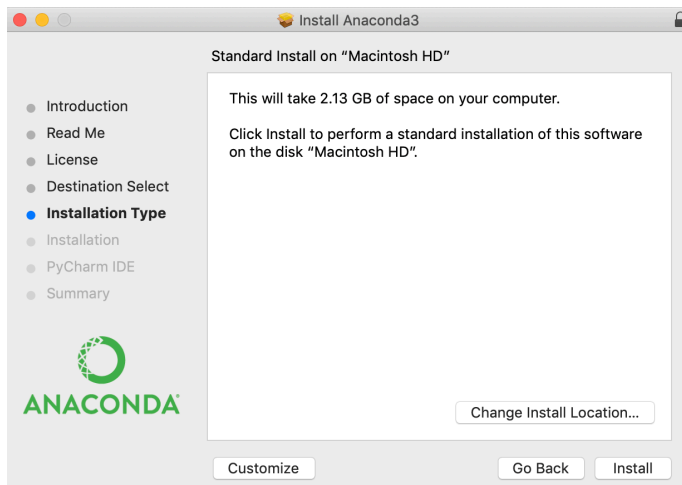 Install Anaconda3
Standard Install on “Macintosh HD”
Introduction
Read Me
License
Destination Select
Installation Type
Installation
PyCharm IDE
Summary
ANACONDA
This will take 2.13 GB of space on your computer.
Click Install to perform a standard installation of this software
on the disk “Macintosh HD”.
Change Install Location...
Customize
Go Back
Install